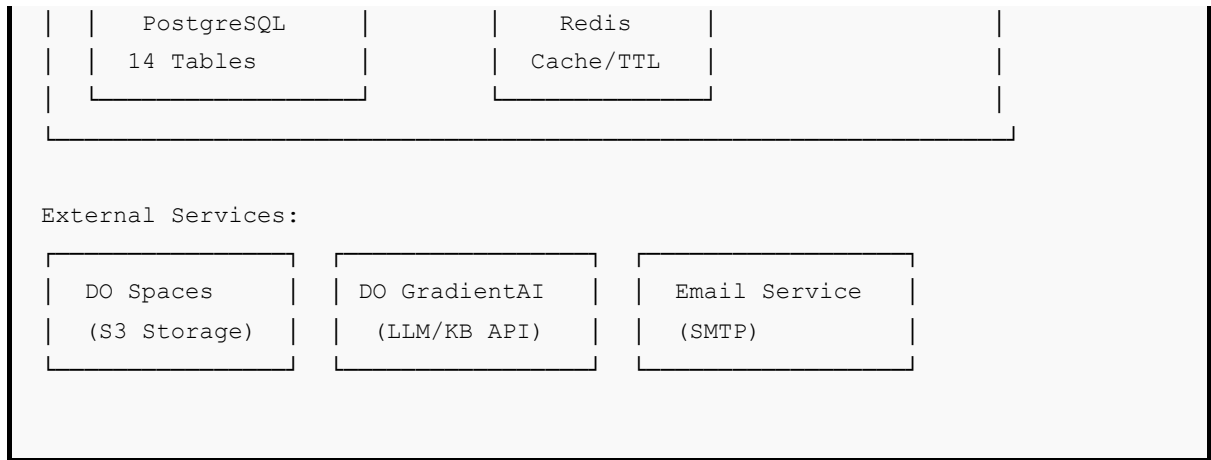 PostgreSQL Redis
14 Tables Cache/TTL
External Services:
DO Spaces DO GradientAI Email Service
(S3 Storage) (LLM/KB API) (SMTP)